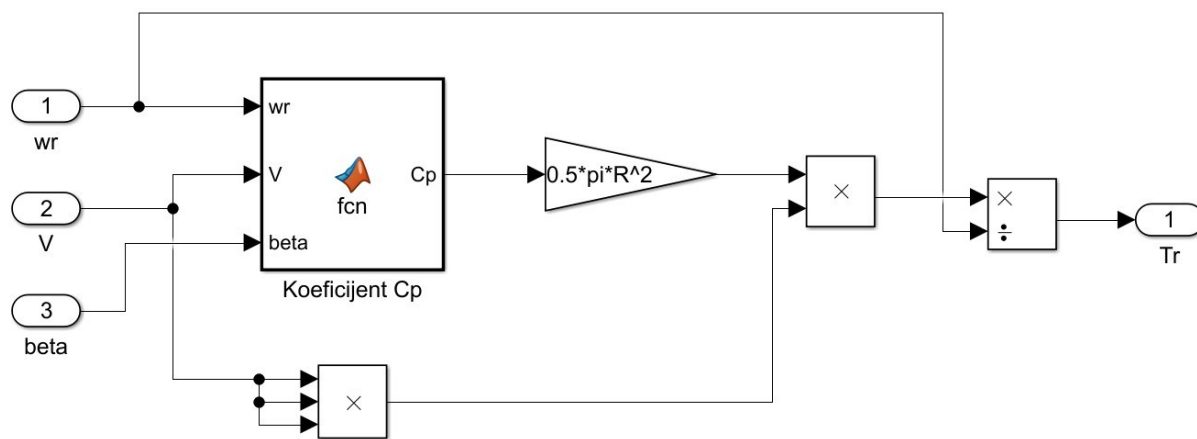 1
wr
2
V
3
beta
wr
V
beta
fcn
Cp
Koeficijent Cp
0.5*pi*R^2
×
×
×
÷
1
Tr